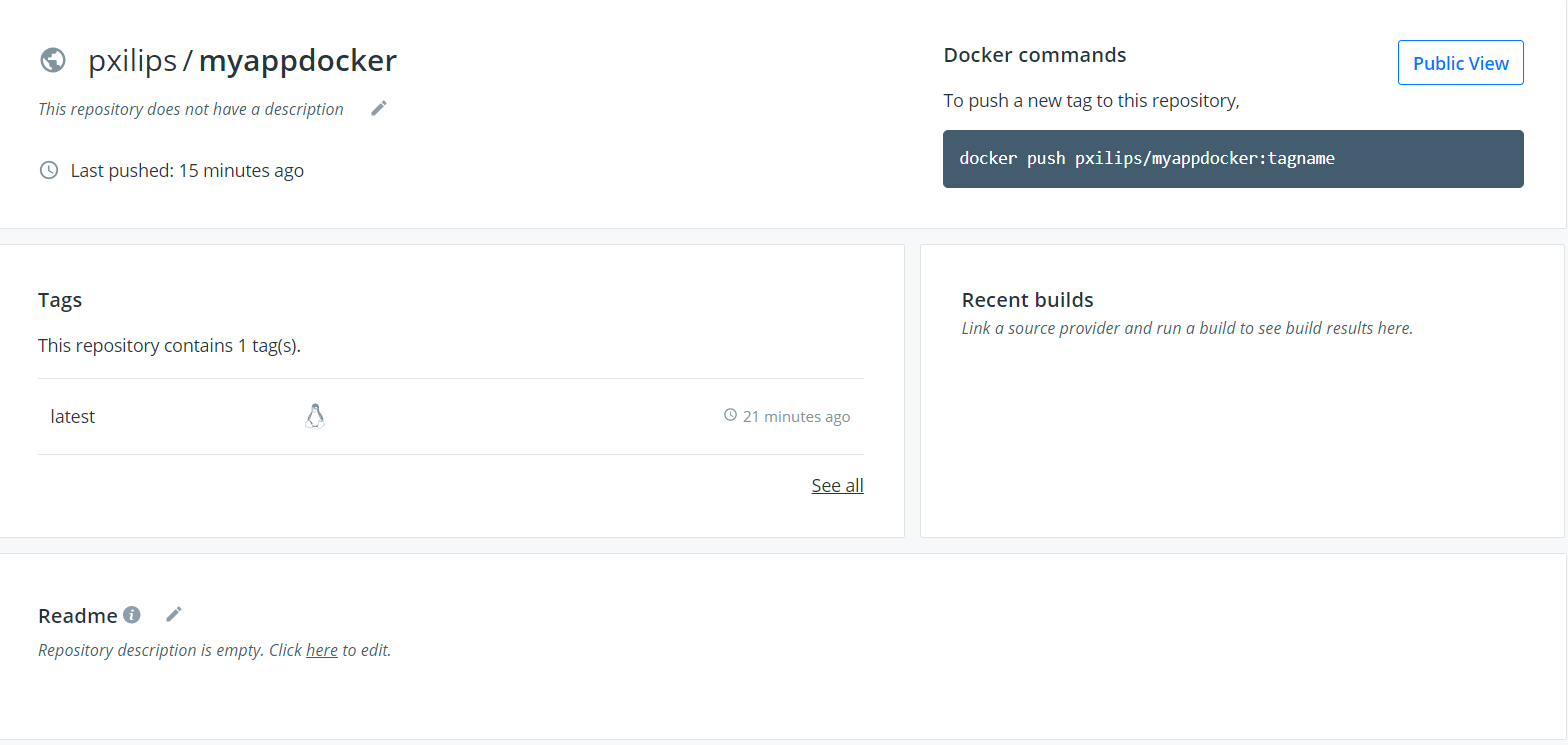 pxilips / myappdocker
This repository does not have a description
Last pushed: 15 minutes ago
Docker commands
Public View
To push a new tag to this repository,
docker push pxilips/myappdocker:tagname
Tags
This repository contains 1 tag(s).
latest
21 minutes ago
See all
Recent builds
Link a source provider and run a build to see build results here.
Readme
Repository description is empty. Click here to edit.